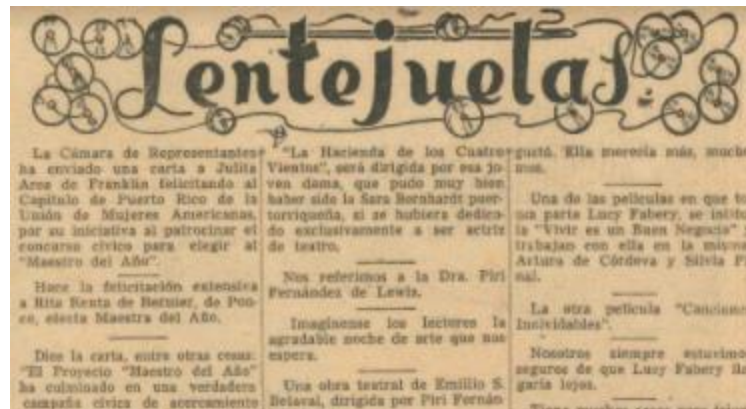 Lentejuelas
La Cámara de Representantes
ha enviado una carta a Julita
Arce de Franklin felicitando al
Capítulo de Puerto Rico de la
Unión de Mujeres Americanas,
por su iniciativa al patrocinar el
concurso cívico para elegir al
"Maestro del Año".
Hace la felicitación extensiva
a Rita Renta de Bernier, de Pon-
ce, electa Maestra del Año.
Dice la carta, entre otras cosas:
"El Proyecto "Maestro del Año"
ha culminado en una verdadera
campaña cívica de acercamiento
"La Hacienda de los Cuatro
Vientos", será dirigida por esa jo-
ven dama, que pudo muy bien
haber sido la Sara Bernhardt puer-
torriqueña, si se hubiera dedica-
do exclusivamente a ser actriz
de teatro.
Nos referimos a la Dra. Piri
Fernández de Lewis.
Imagínense los lectores la
agradable noche de arte que nos
espera.
Una obra teatral de Emilio S.
Belaval, dirigida por Piri Fernán-
gustó. Ella merecía más, mucho
mas.
Una de las películas en que to-
ma parte Lucy Fabery, se intitu-
la "Vivir es un Buen Negocio" y
trabajan con ella en la misma
Arturo de Córdova y Silvia Pi-
nal.
La otra película "Canciones
Inolvidables".
Nosotros siempre estuvimos
seguros de que Lucy Fabery lle-
garía lejos.